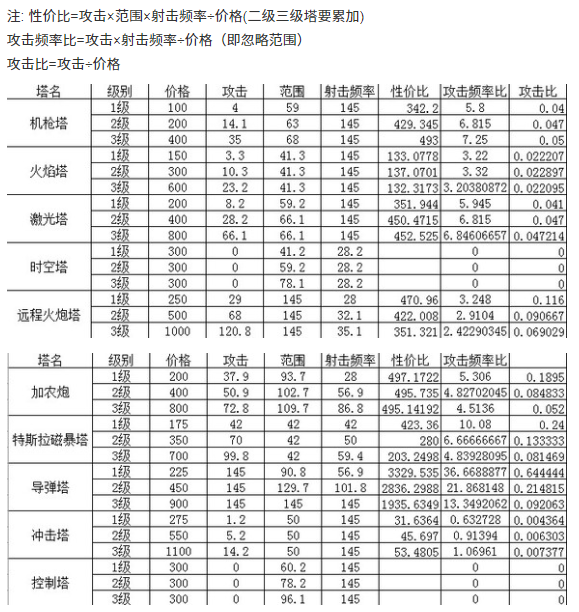 注: 性价比=攻击×范围×射击频率÷价格(二级三级塔要累加)
攻击频率比=攻击×射击频率÷价格（即忽略范围）
攻击比=攻击÷价格
塔名 级别 价格 攻击 范围 射击频率 性价比 攻击频率比 攻击比
机枪塔 1级 100 4 59 145 342.2 5.8 0.04
2级 200 14.1 63 145 429.345 6.815 0.047
3级 400 35 68 145 493 7.25 0.05
火焰塔 1级 150 3.3 41.3 145 133.0778 3.22 0.022207
2级 300 10.3 41.3 145 137.0701 3.32 0.022897
3级 600 23.2 41.3 145 132.3173 3.20380872 0.022095
激光塔 1级 200 8.2 59.2 145 351.944 5.945 0.041
2级 400 28.2 66.1 145 450.4715 6.815 0.047
3级 800 66.1 66.1 145 452.525 6.84606657 0.047214
时空塔 1级 300 0 41.2 28.2 0 0
2级 300 0 59.2 28.2 0 0
3级 300 0 78.1 28.2 0 0
远程火炮塔 1级 250 29 145 28 470.96 3.248 0.116
2级 500 68 145 32.1 422.008 2.9104 0.090667
3级 1000 120.8 145 35.1 351.321 2.42290345 0.069029
塔名 级别 价格 攻击 范围 射击频率 性价比 攻击频率比
加农炮 1级 200 37.9 93.7 28 497.1722 5.306 0.1895
2级 400 50.9 102.7 56.9 495.735 4.82702045 0.084833
3级 800 72.8 109.7 86.8 495.14192 4.5136 0.052
特斯拉磁暴塔 1级 175 42 42 42 423.36 10.08 0.24
2级 350 70 42 50 280 6.66666667 0.133333
3级 700 99.8 42 59.4 203.2498 4.83928095 0.081469
导弹塔 1级 225 145 90.8 56.9 3329.535 36.6688877 0.644444
2级 450 145 129.7 101.8 2836.2988 21.868148 0.214815
3级 900 145 145 145 1935.6349 13.3492062 0.092063
冲击塔 1级 275 1.2 50 145 31.6364 0.632728 0.004364
2级 550 5.2 50 145 45.697 0.91394 0.006303
3级 1100 14.2 50 145 53.4805 1.06961 0.007377
控制塔 1级 300 0 60.2 145 0 0
2级 300 0 78.2 145 0 0
3级 300 0 96.1 145 0 0